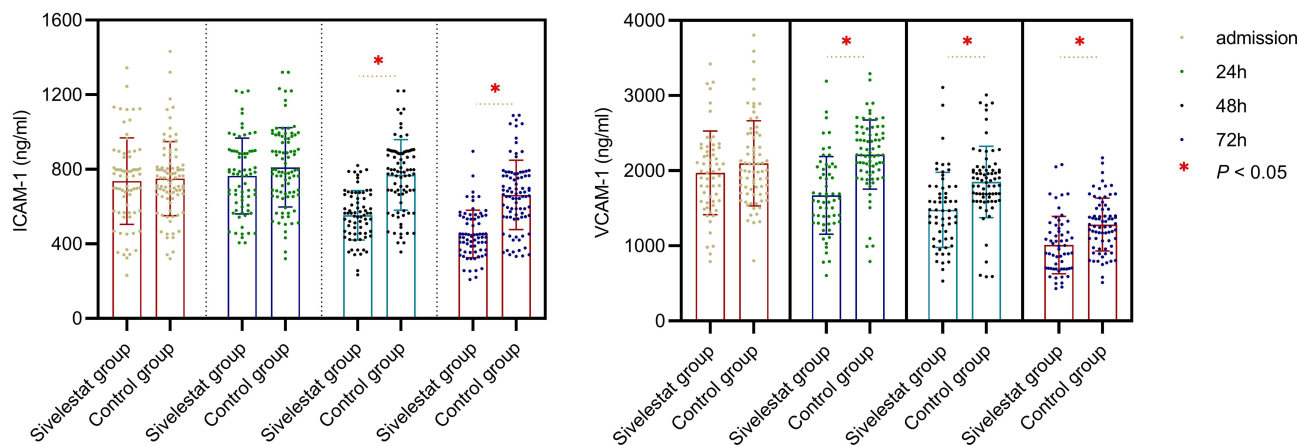 ICAM-1 (ng/ml)
1600
1200
800
400
0
*
*
Sivelestat group
Control group
Sivelestat group
Control group
Sivelestat group
Control group
Sivelestat group
Control group
VCAM-1 (ng/ml)
4000
3000
2000
1000
0
*
*
*
Sivelestat group
Control group
Sivelestat group
Control group
Sivelestat group
Control group
Sivelestat group
Control group
admission
24h
48h
72h
* P < 0.05